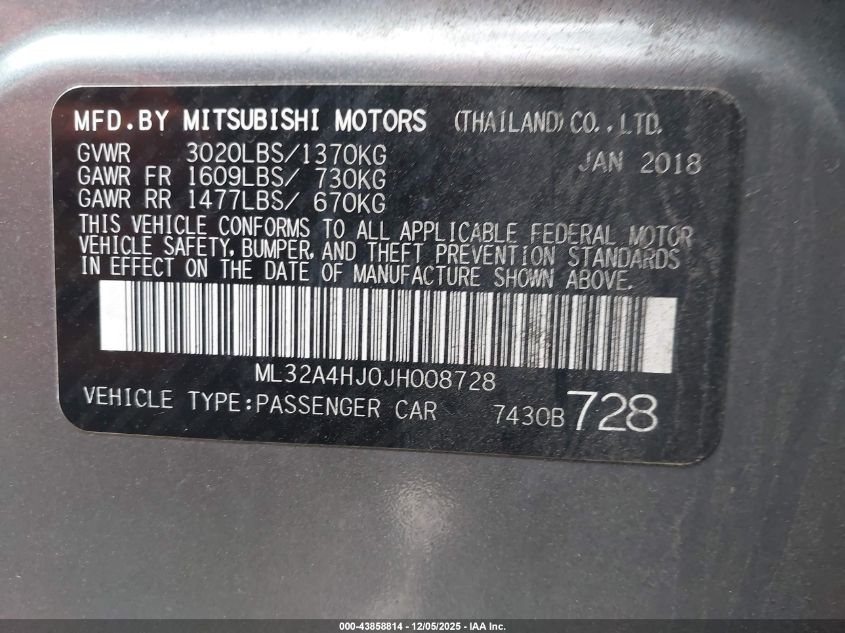 MFD.BY MITSUBISHI MOTORS (THAILAND) CO.,LTD.
GVWR 3020LBS/1370KG JAN 2018
GAWR FR 1609LBS/ 730KG
GAWR RR 1477LBS/ 670KG
THIS VEHICLE CONFORMS TO ALL APPLICABLE FEDERAL MOTOR
VEHICLE SAFETY, BUMPER, AND THEFT PREVENTION STANDARDS
IN EFFECT ON THE DATE OF MANUFACTURE SHOWN ABOVE.
ML32A4HJ0JH008728
VEHICLE TYPE:PASSENGER CAR 7430B 728
000-43858814 - 12/05/2025 - IAA Inc.